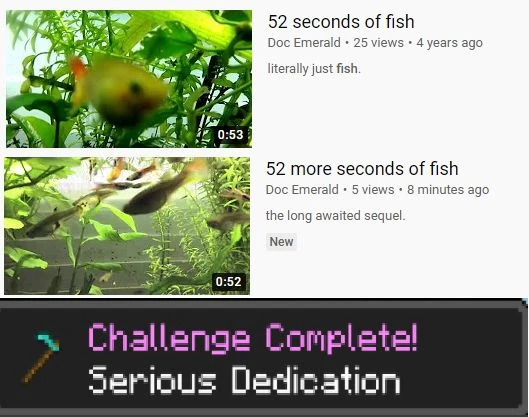 52 seconds of fish
Doc Emerald • 25 views • 4 years ago
literally just fish.
0:53
52 more seconds of fish
Doc Emerald • 5 views • 8 minutes ago
the long awaited sequel.
New
0:52
Challenge Complete!
Serious Dedication